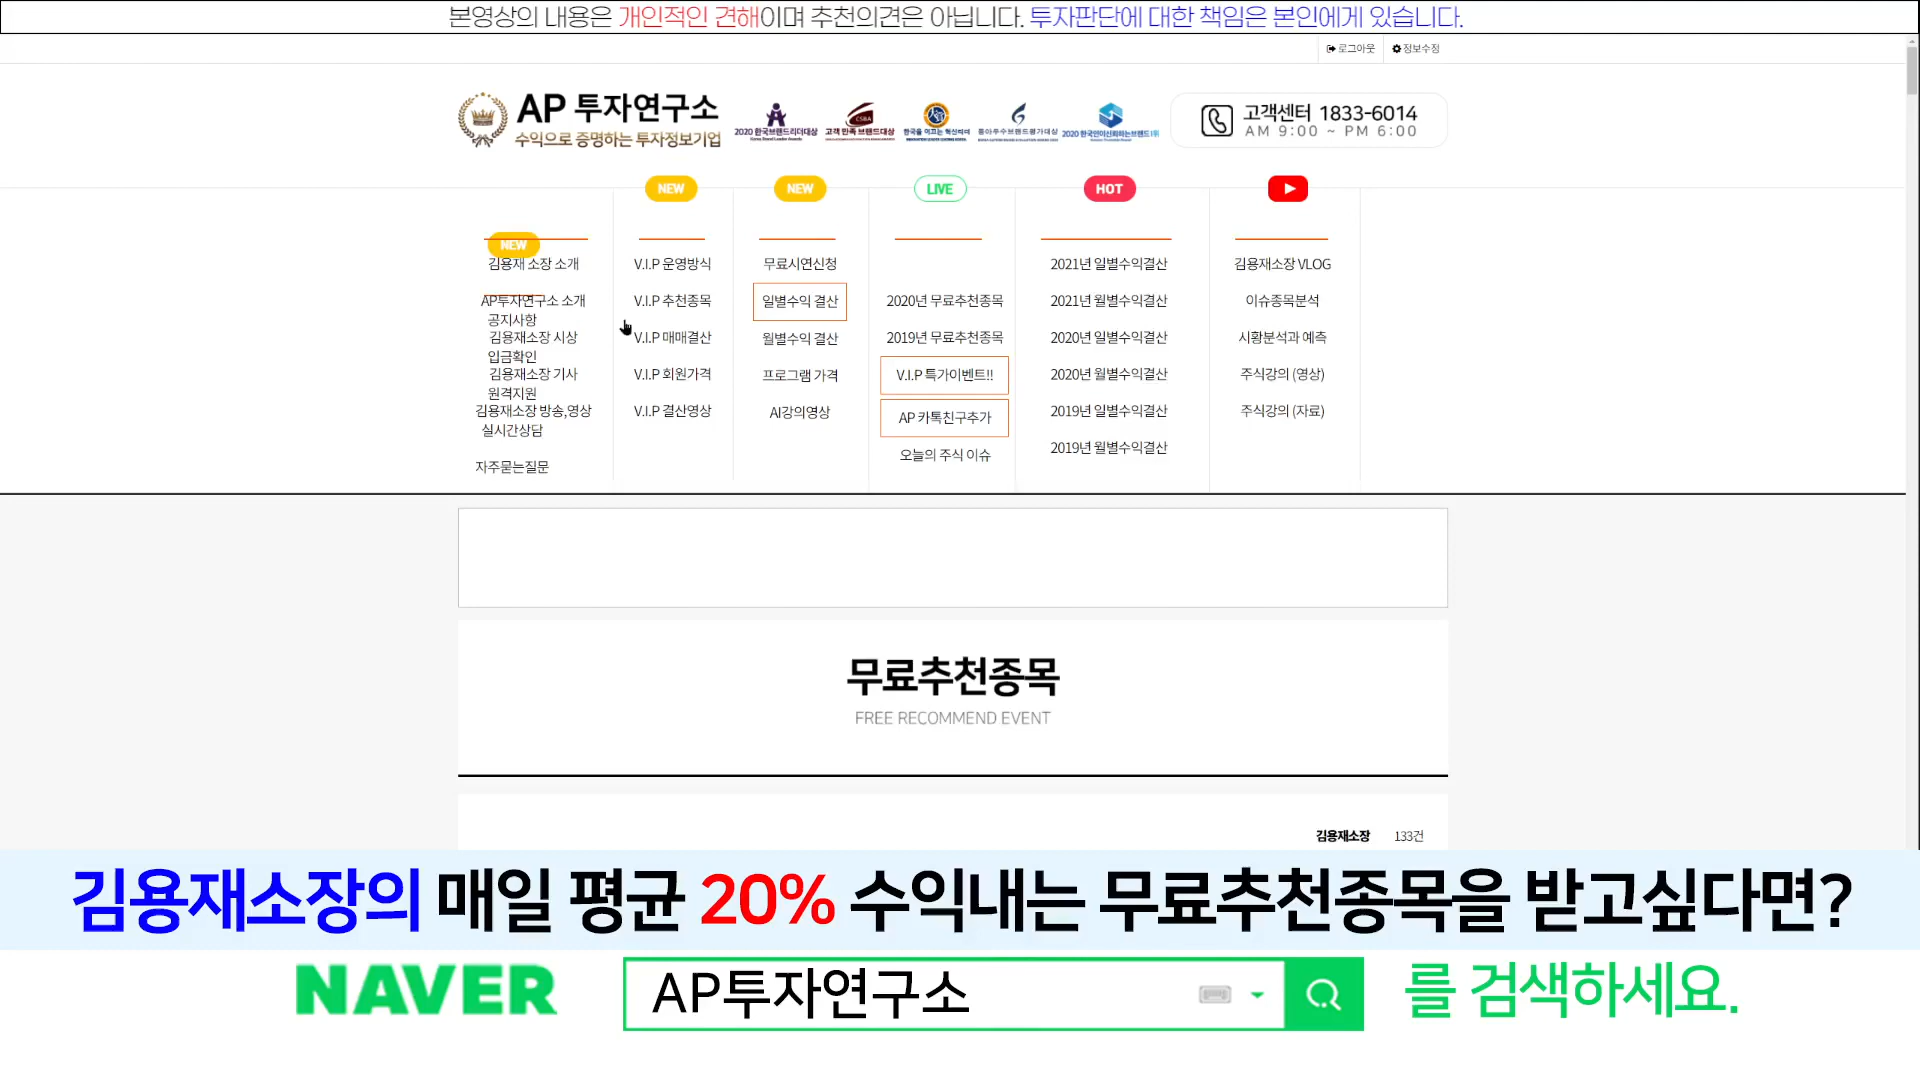 본영상의 내용은 개인적인 견해이며 추천의견은 아닙니다. 투자판단에 대한 책임은 본인에게 있습니다.
로그아웃 정보수정
AP 투자연구소
수익으로 증명하는 투자정보기업
2020 한국브랜드리더대상
고객 만족 브랜드대상
고객센터 1833-6014
AM 9:00 ~ PM 6:00
NEW NEW LIVE HOT
NEW
김용재 소장 소개
AP투자연구소 소개
공지사항
김용재소장 시상
입금확인
김용재소장 기사
원격지원
김용재소장 방송,영상
실시간상담
자주묻는질문
V.I.P 운영방식
V.I.P 추천종목
V.I.P 매매결산
V.I.P 회원가격
V.I.P 결산영상
무료시연신청
일별수익 결산
월별수익 결산
프로그램 가격
AI강의영상
2020년 무료추천종목
2019년 무료추천종목
V.I.P 특가이벤트!!
AP 카톡친구추가
오늘의 주식 이슈
2021년 일별수익결산
2021년 월별수익결산
2020년 일별수익결산
2020년 월별수익결산
2019년 일별수익결산
2019년 월별수익결산
김용재소장 VLOG
이슈종목분석
시황분석과 예측
주식강의 (영상)
주식강의 (자료)
무료추천종목
FREE RECOMMEND EVENT
김용재소장 133건
김용재소장의 매일 평균 20% 수익내는 무료추천종목을 받고싶다면?
NAVER AP투자연구소 를 검색하세요.